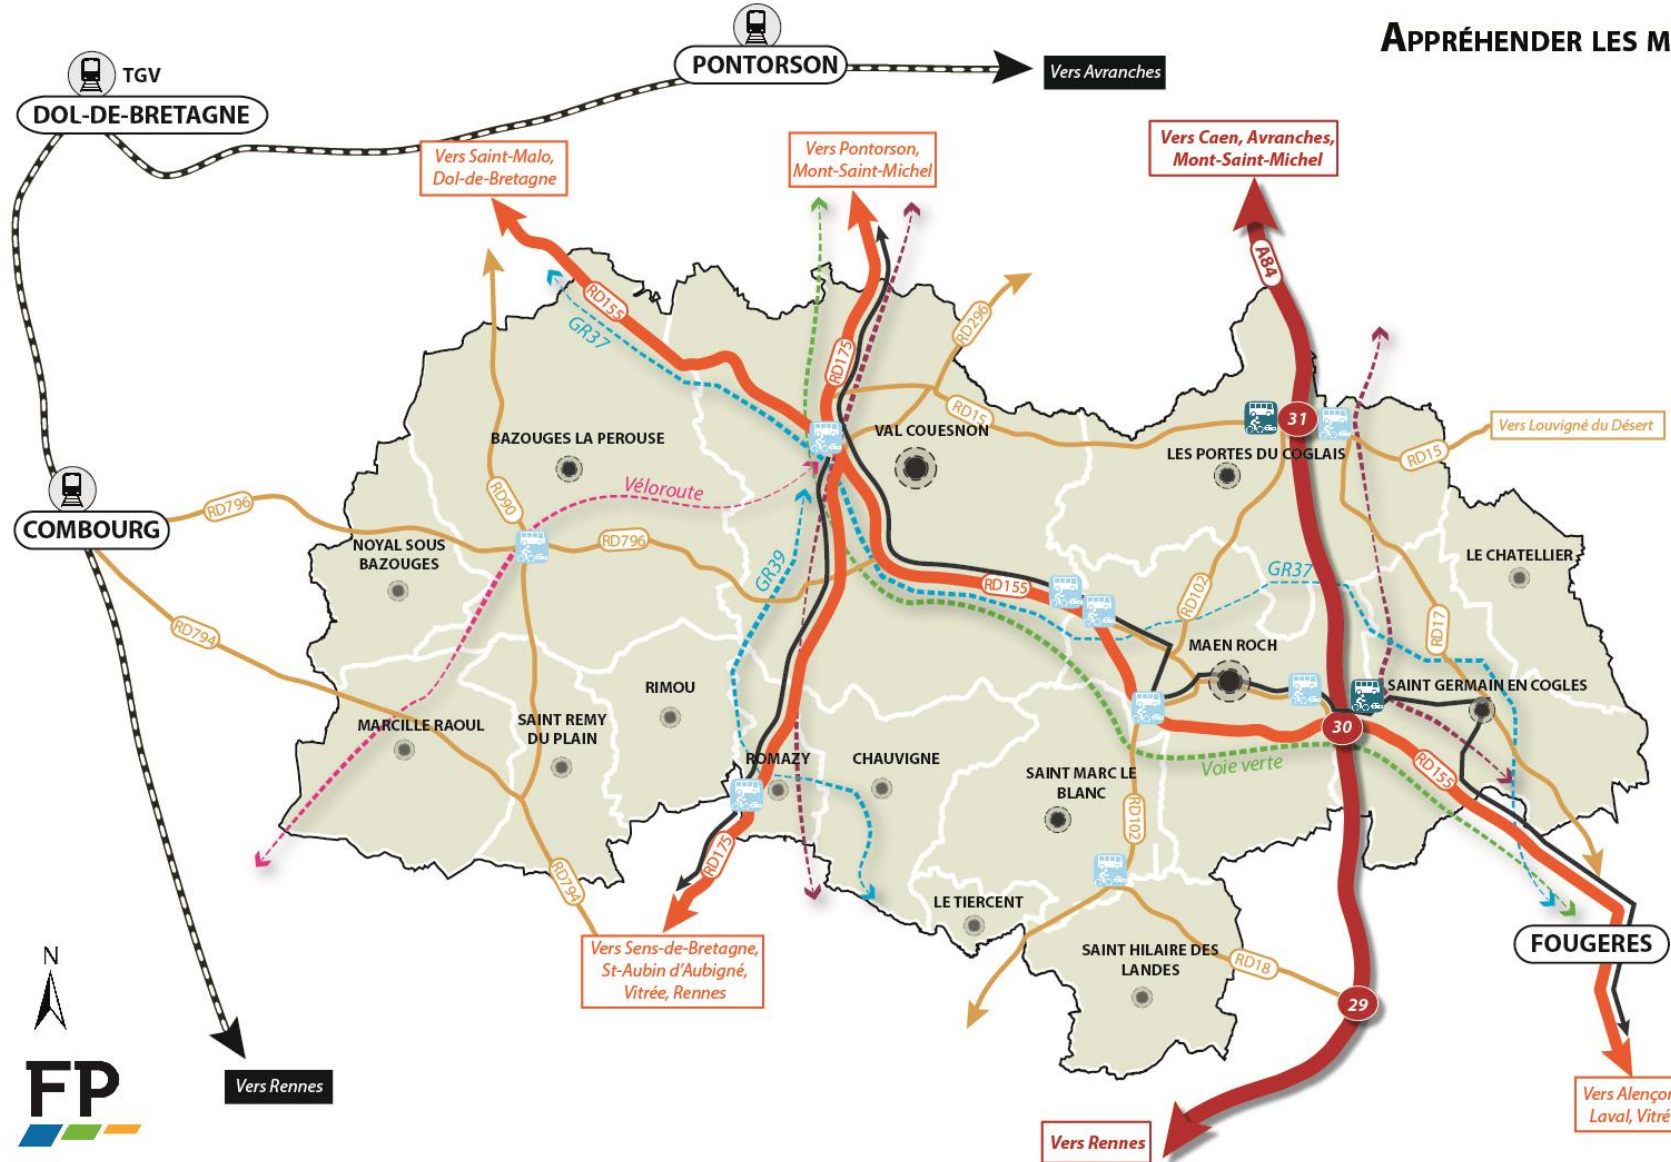 APPRÉHENDER LES M
PONTORSON
Vers Avranches
TGV
DOL-DE-BRETAGNE
Vers Saint-Malo,
Dol-de-Bretagne
Vers Pontorson,
Mont-Saint-Michel
Vers Caen, Avranches,
Mont-Saint-Michel
A84
RD155
GR37
RD175
RD296
RD15
31
Vers Louvigné du Désert
RD15
BAZOUGES LA PEROUSE
VAL COUESNON
LES PORTES DU COGLAIS
Véloroute
RD90
COMBOURG
RD796
RD796
NOYAL SOUS
BAZOUGES
GR39
RD155
RD102
GR37
LE CHATELLIER
RD17
RD794
MAEN ROCH
SAINT GERMAIN EN COGLES
RIMOU
MARCILLE RAOUL
SAINT REMY
DU PLAIN
30
ROMAZY
CHAUVIGNE
SAINT MARC LE
BLANC
Voie verte
RD155
RD102
RD175
RD794
LE TIERCENT
SAINT HILAIRE DES
LANDES
RD18
29
FOUGERES
Vers Sens-de-Bretagne,
St-Aubin d'Aubigné,
Vitrée, Rennes
N
FP
Vers Rennes
Vers Rennes
Vers Alençon
Laval, Vitré